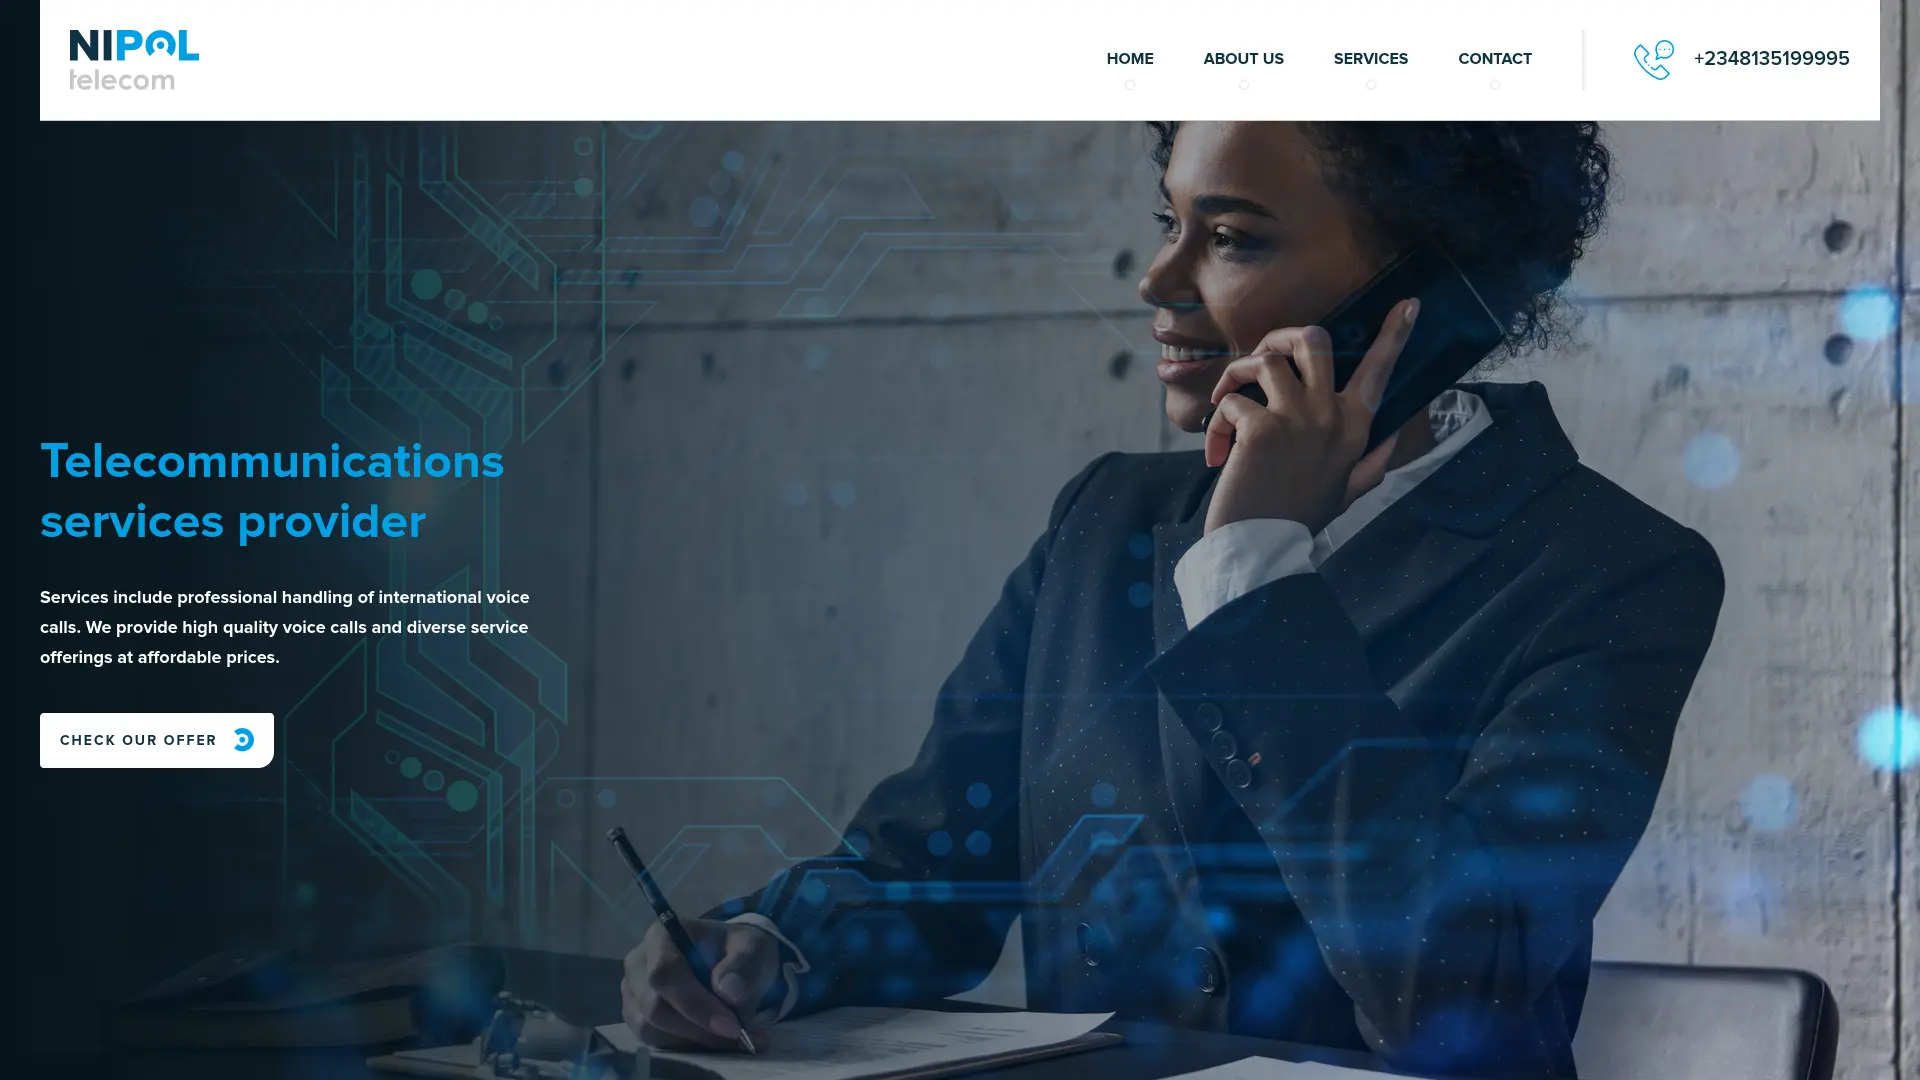 NIPOL
telecom
HOME
ABOUT US
SERVICES
CONTACT
+2348135199995
Telecommunications
services provider
Services include professional handling of international voice
calls. We provide high quality voice calls and diverse service
offerings at affordable prices.
CHECK OUR OFFER